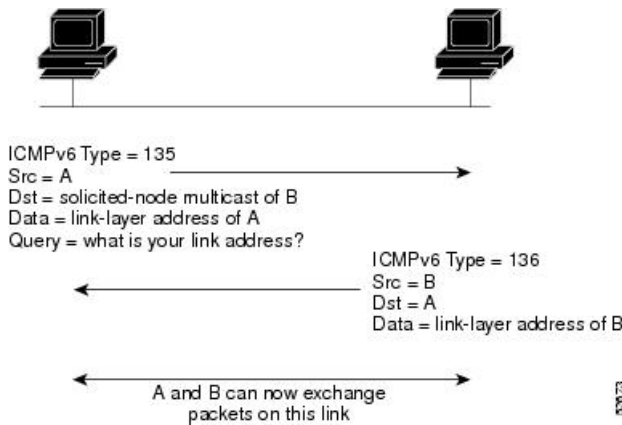 ICMPv6 Type = 135
Src = A
Dst = solicited-node multicast of B
Data = link-layer address of A
Query = what is your link address?
ICMPv6 Type = 136
Src = B
Dst = A
Data = link-layer address of B
A and B can now exchange
packets on this link